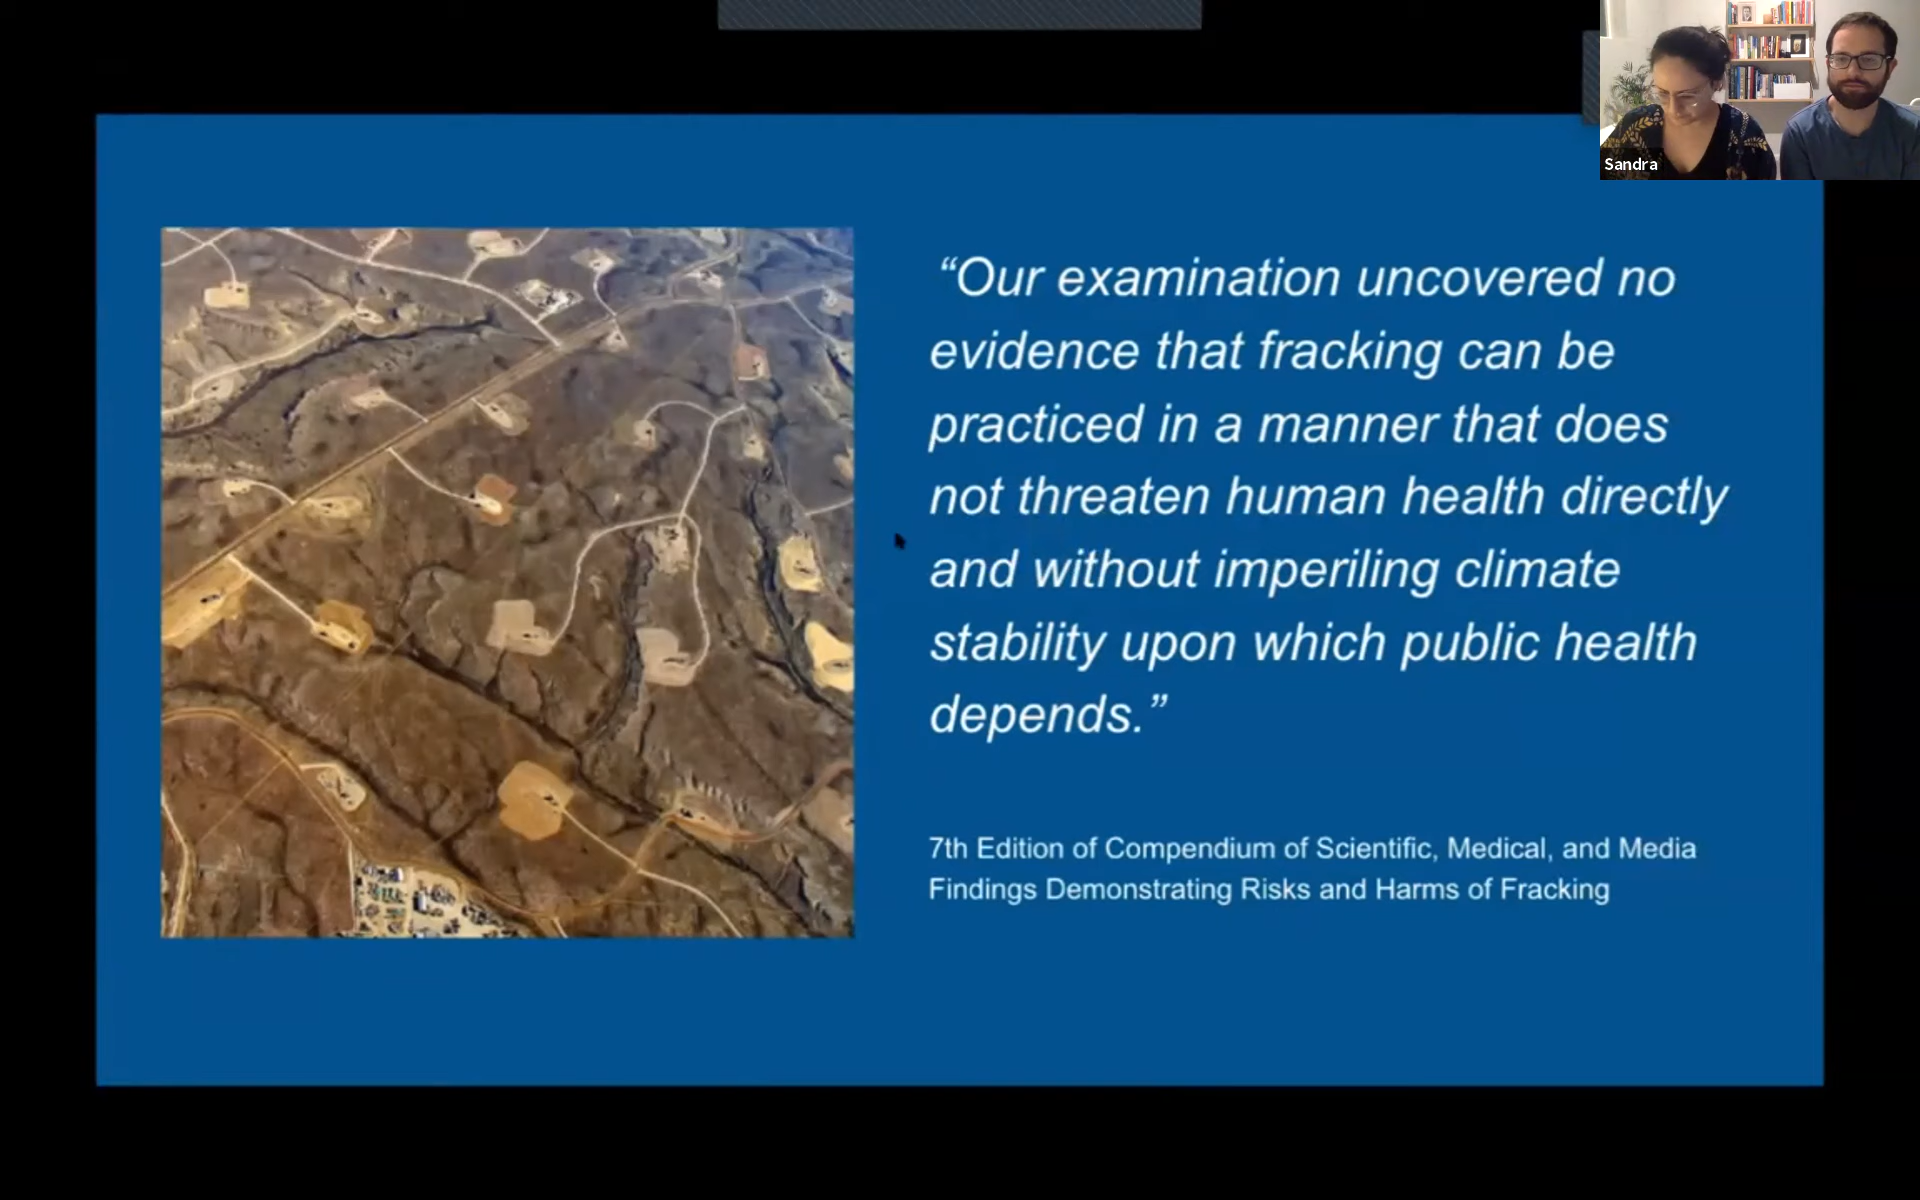 Sandra
“Our examination uncovered no
evidence that fracking can be
practiced in a manner that does
not threaten human health directly
and without imperiling climate
stability upon which public health
depends.”
7th Edition of Compendium of Scientific, Medical, and Media
Findings Demonstrating Risks and Harms of Fracking